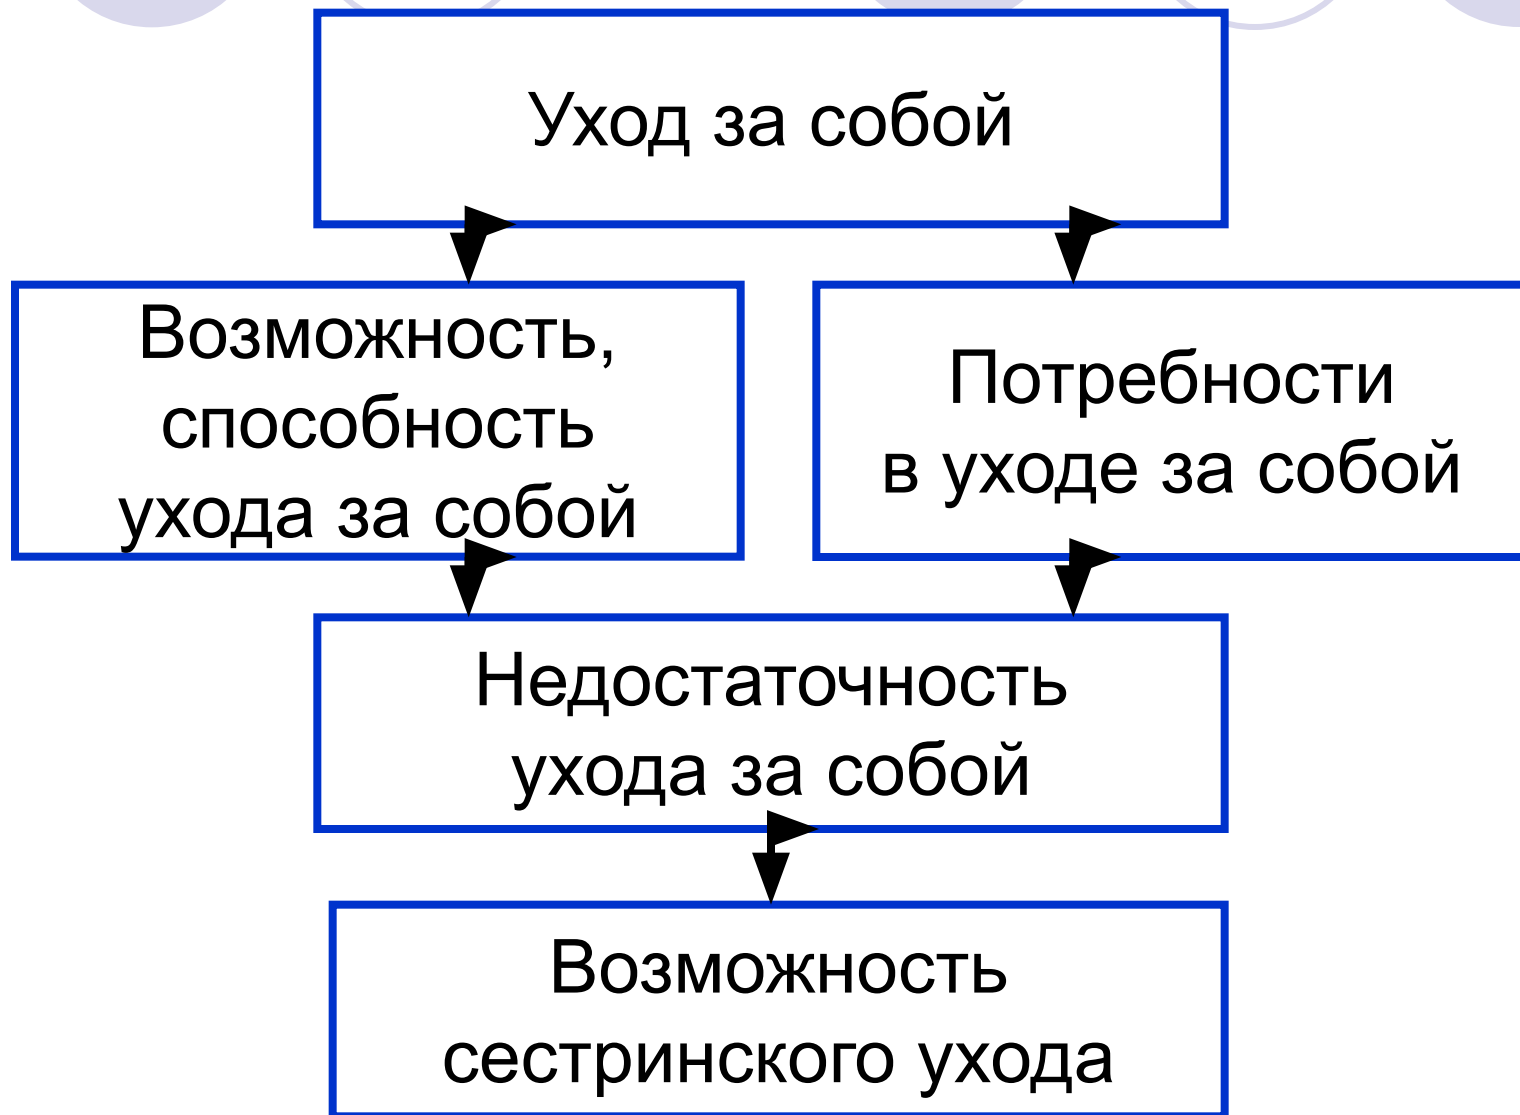 Уход за собой
Возможность,
способность
ухода за собой
Потребности
в уходе за собой
Недостаточность
ухода за собой
Возможность
сестринского ухода